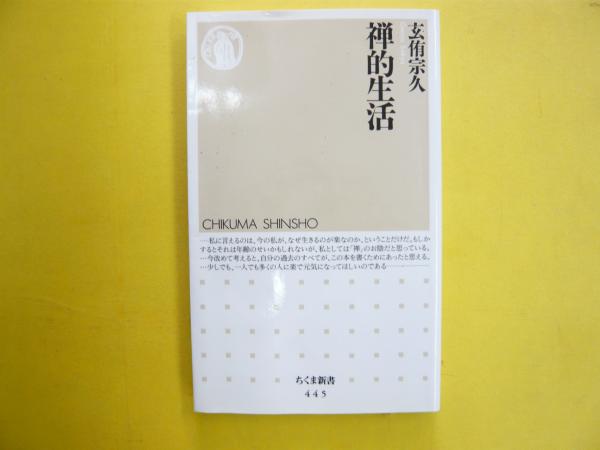 玄侑宗久
禅的生活
CHIKUMA SHINSHO
…私に言えるのは、今の私が、なぜ生きるのが楽なのか、ということだけだ。もしか
するとそれは年齢のせいかもしれないが、私としては「禅」のお陰だと思っている。
…今改めて考えると、自分の過去のすべてが、この本を書くためにあったと思える。
…少しでも、一人でも多くの人に楽で元気になってほしいのである…………
ちくま新書
445